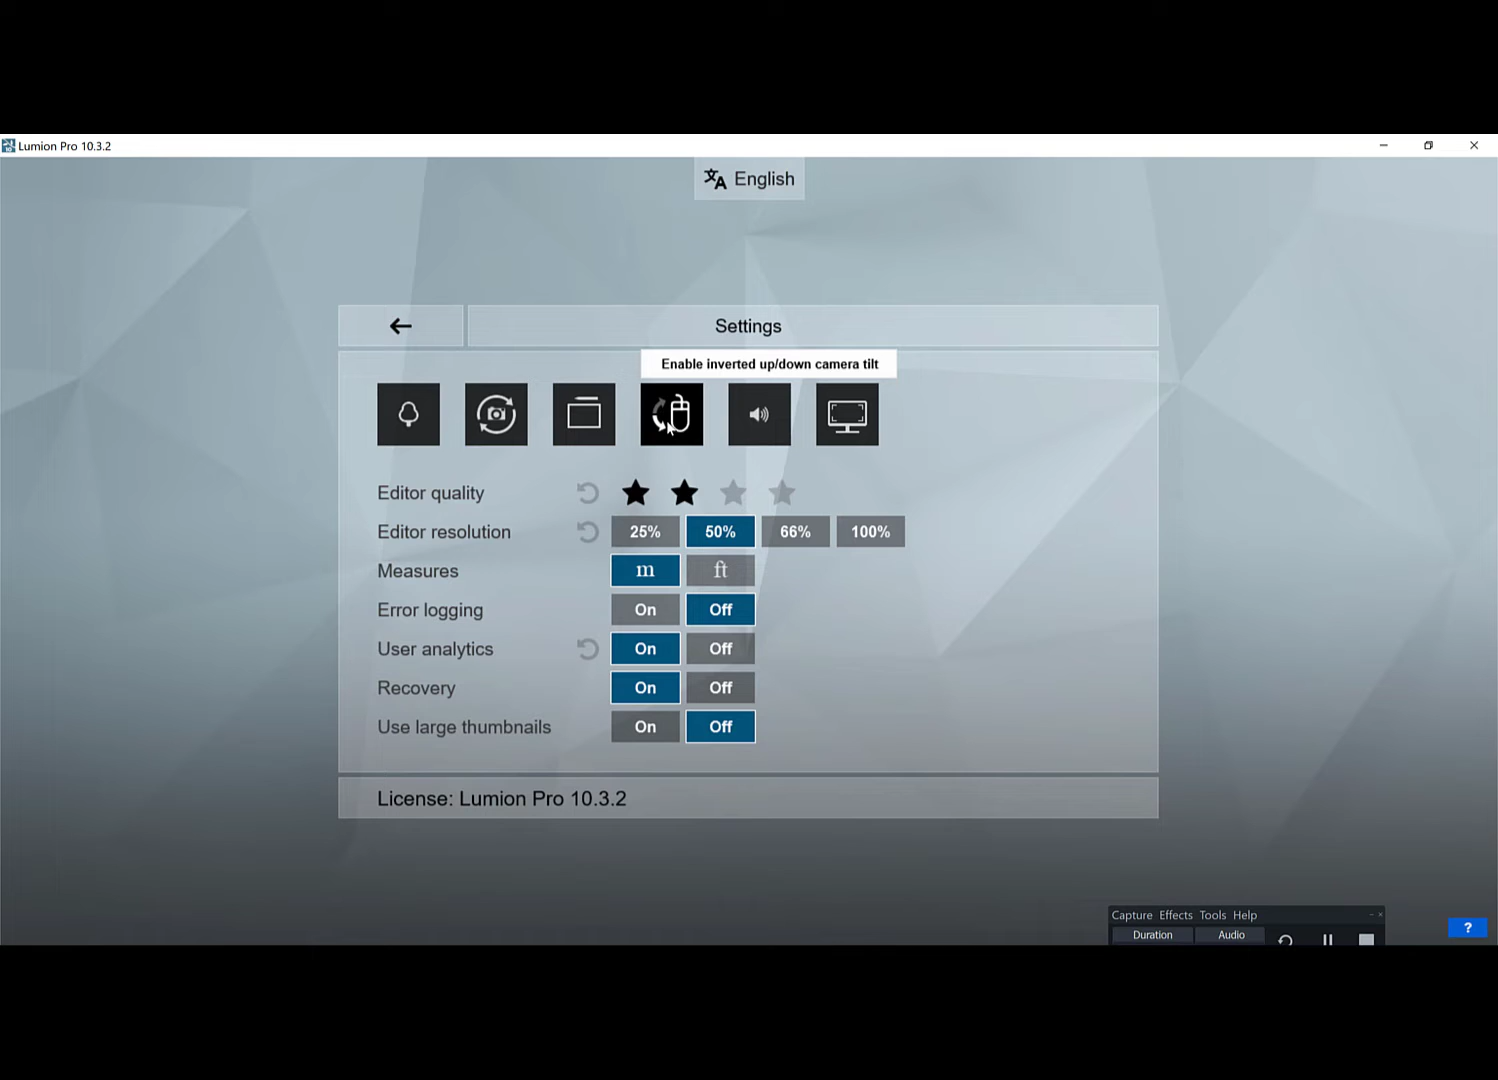 Lumion Pro 10.3.2
English
Settings
Enable inverted up/down camera tilt
Editor quality
Editor resolution 25% 50% 66% 100%
Measures m ft
Error logging On Off
User analytics On Off
Recovery On Off
Use large thumbnails On Off
License: Lumion Pro 10.3.2
Capture Effects Tools Help
Duration Audio
?